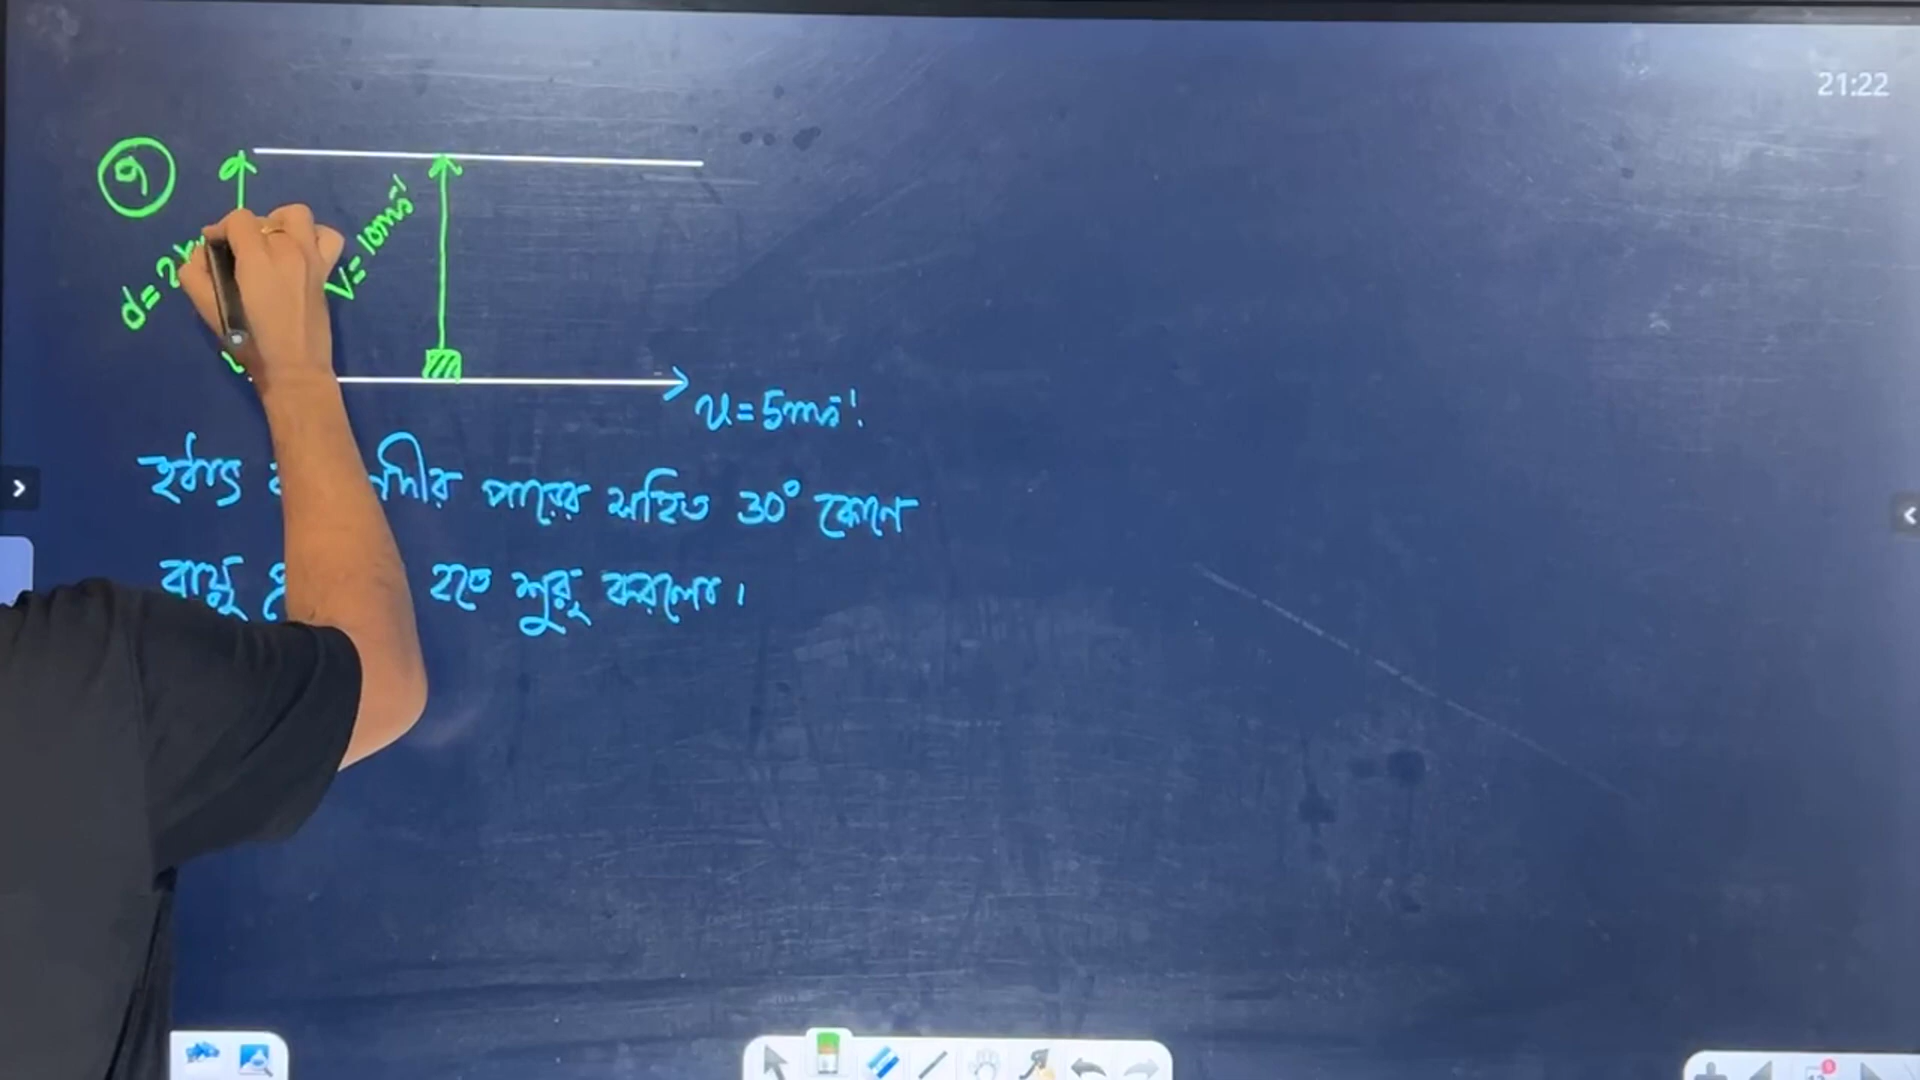 21:22
৭
d = 2
V = 10ms⁻¹
u = 5ms⁻¹
হঠাৎ নদীর পাড়ের সহিত 30° কোণে
বায়ু হতে শুরু করলো।